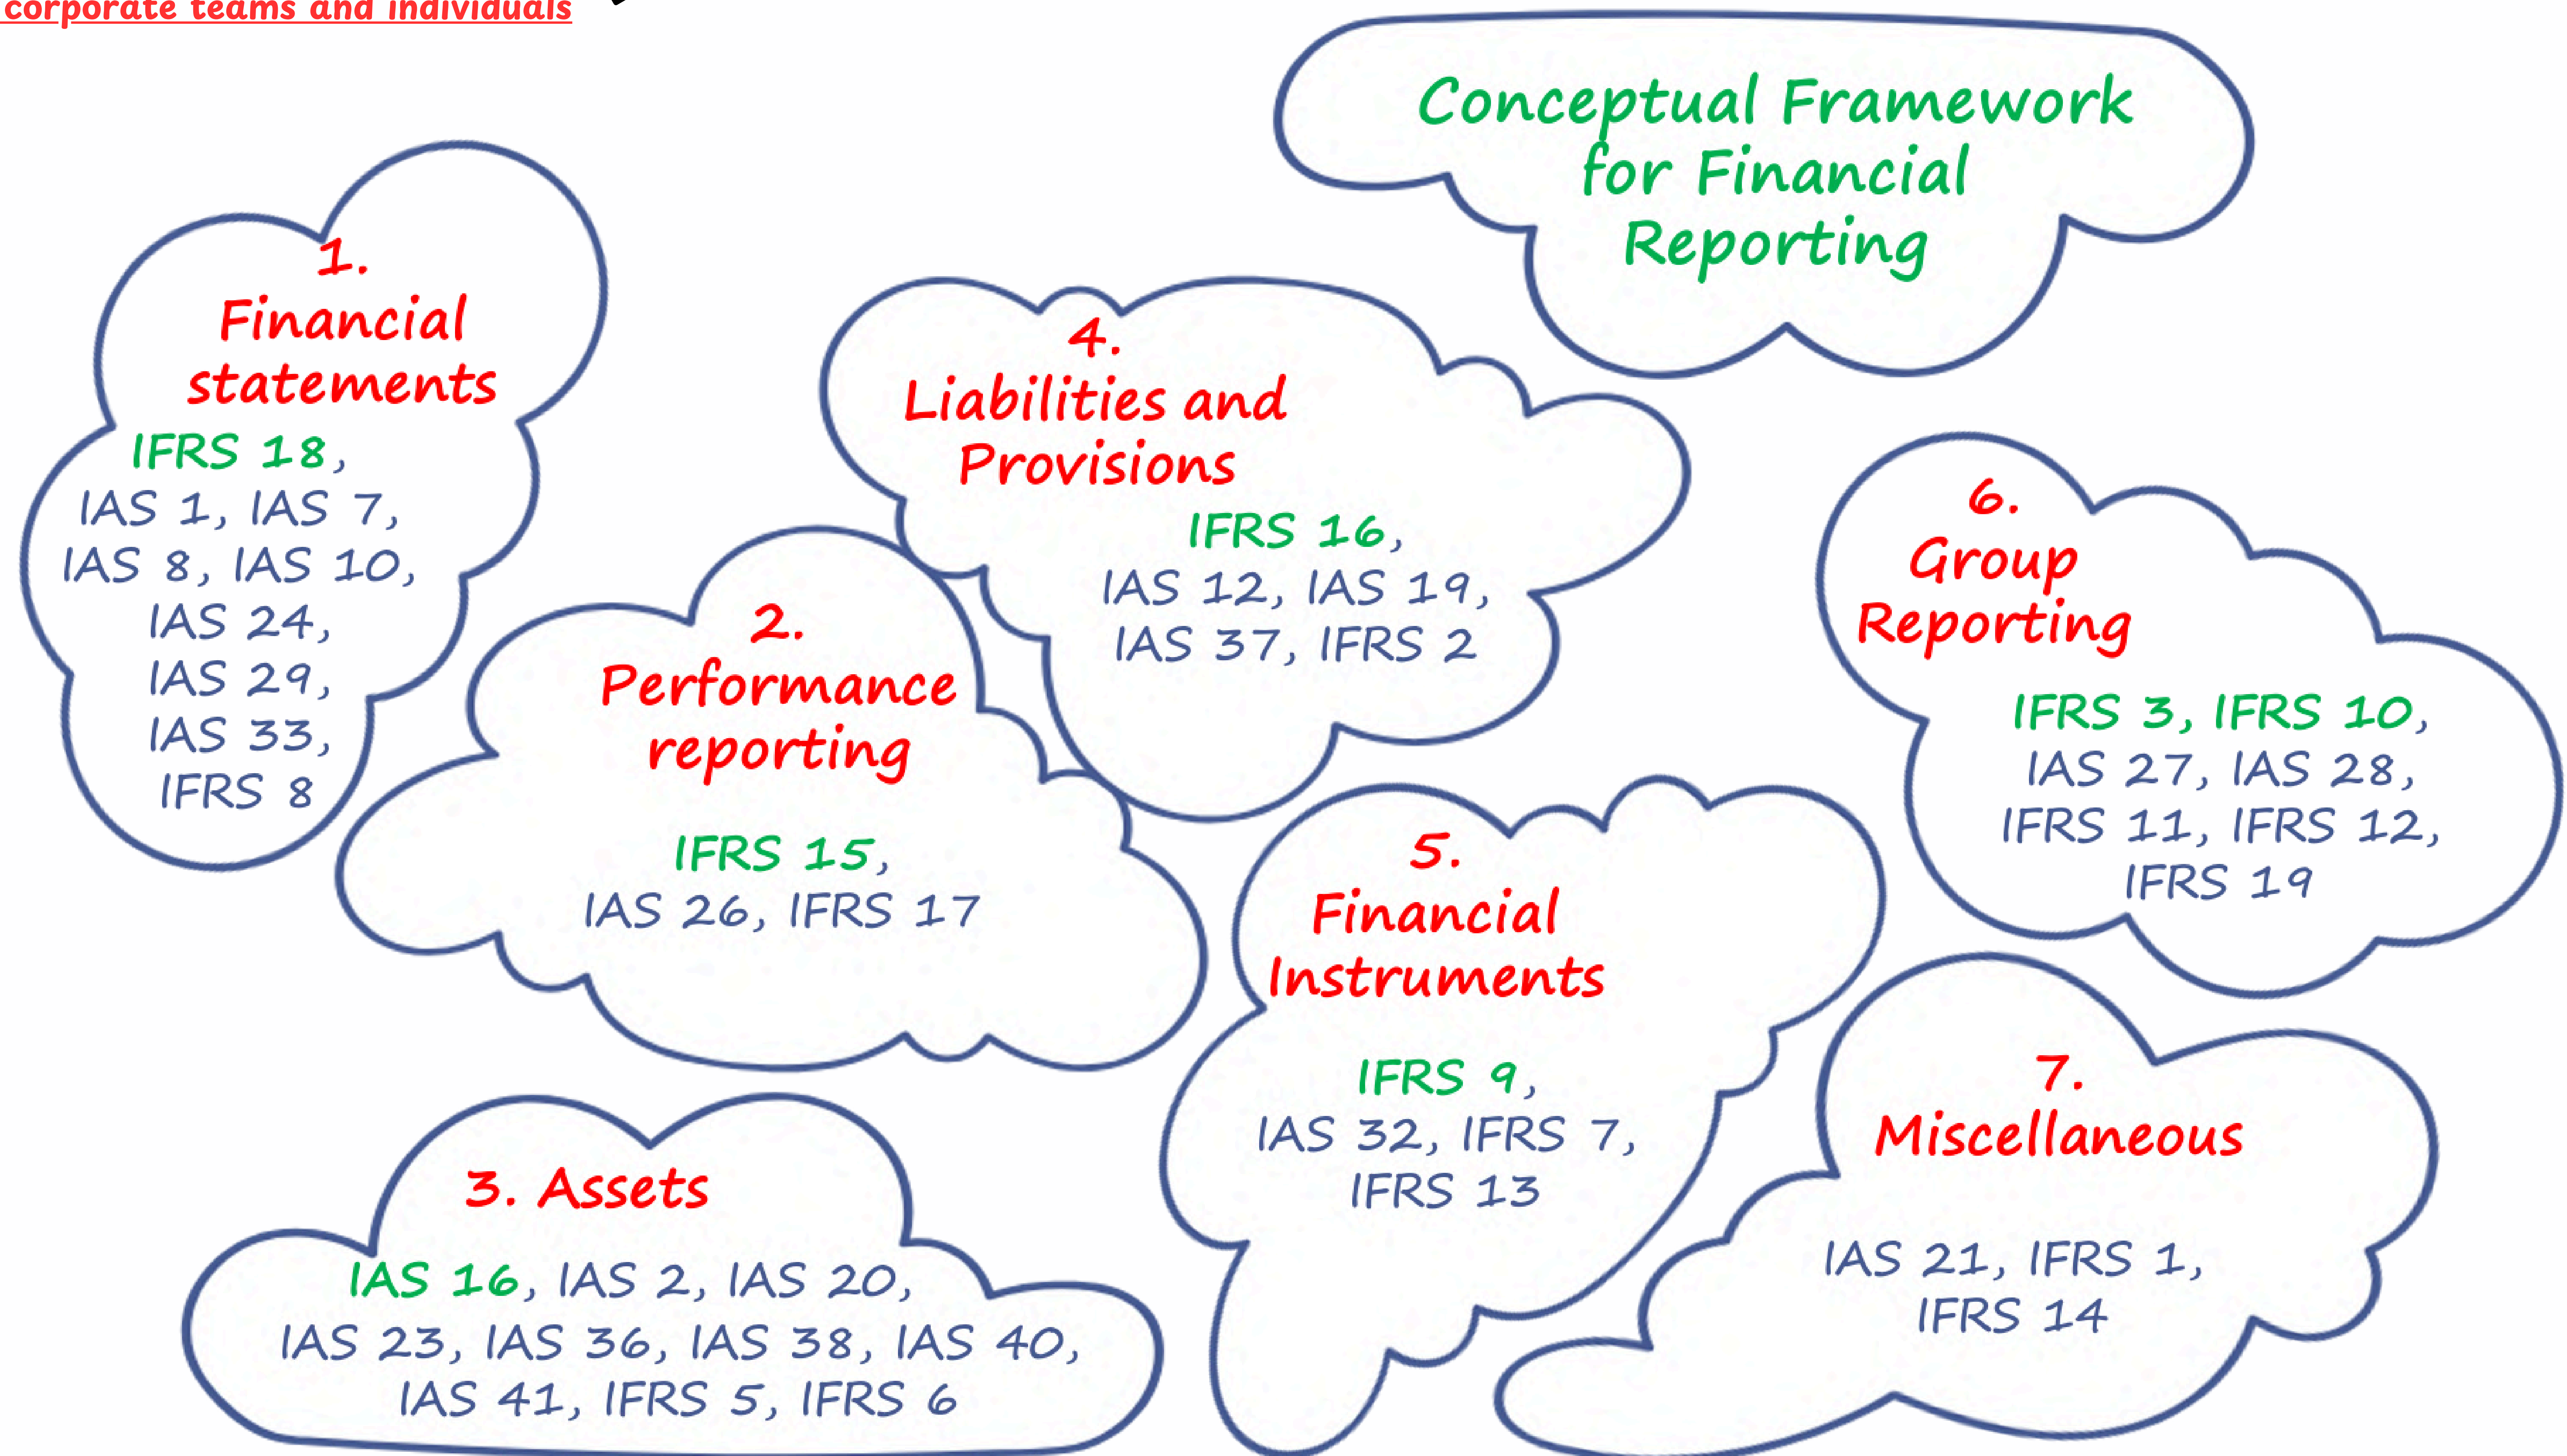 corporate teams and individuals
Conceptual Framework
for Financial
Reporting
1.
Financial
statements
IFRS 18,
IAS 1, IAS 7,
IAS 8, IAS 10,
IAS 24,
IAS 29,
IAS 33,
IFRS 8
2.
Performance
reporting
IFRS 15,
IAS 26, IFRS 17
3. Assets
IAS 16, IAS 2, IAS 20,
IAS 23, IAS 36, IAS 38, IAS 40,
IAS 41, IFRS 5, IFRS 6
4.
Liabilities and
Provisions
IFRS 16,
IAS 12, IAS 19,
IAS 37, IFRS 2
5.
Financial
Instruments
IFRS 9,
IAS 32, IFRS 7,
IFRS 13
6.
Group
Reporting
IFRS 3, IFRS 10,
IAS 27, IAS 28,
IFRS 11, IFRS 12,
IFRS 19
7.
Miscellaneous
IAS 21, IFRS 1,
IFRS 14